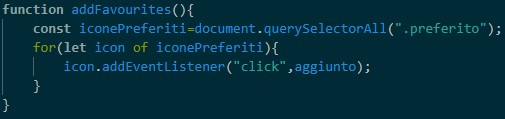 function addFavourites(){
    const iconePreferiti=document.querySelectorAll(".preferito");
    for(let icon of iconePreferiti){
        icon.addEventListener("click",aggiunto);
    }
}